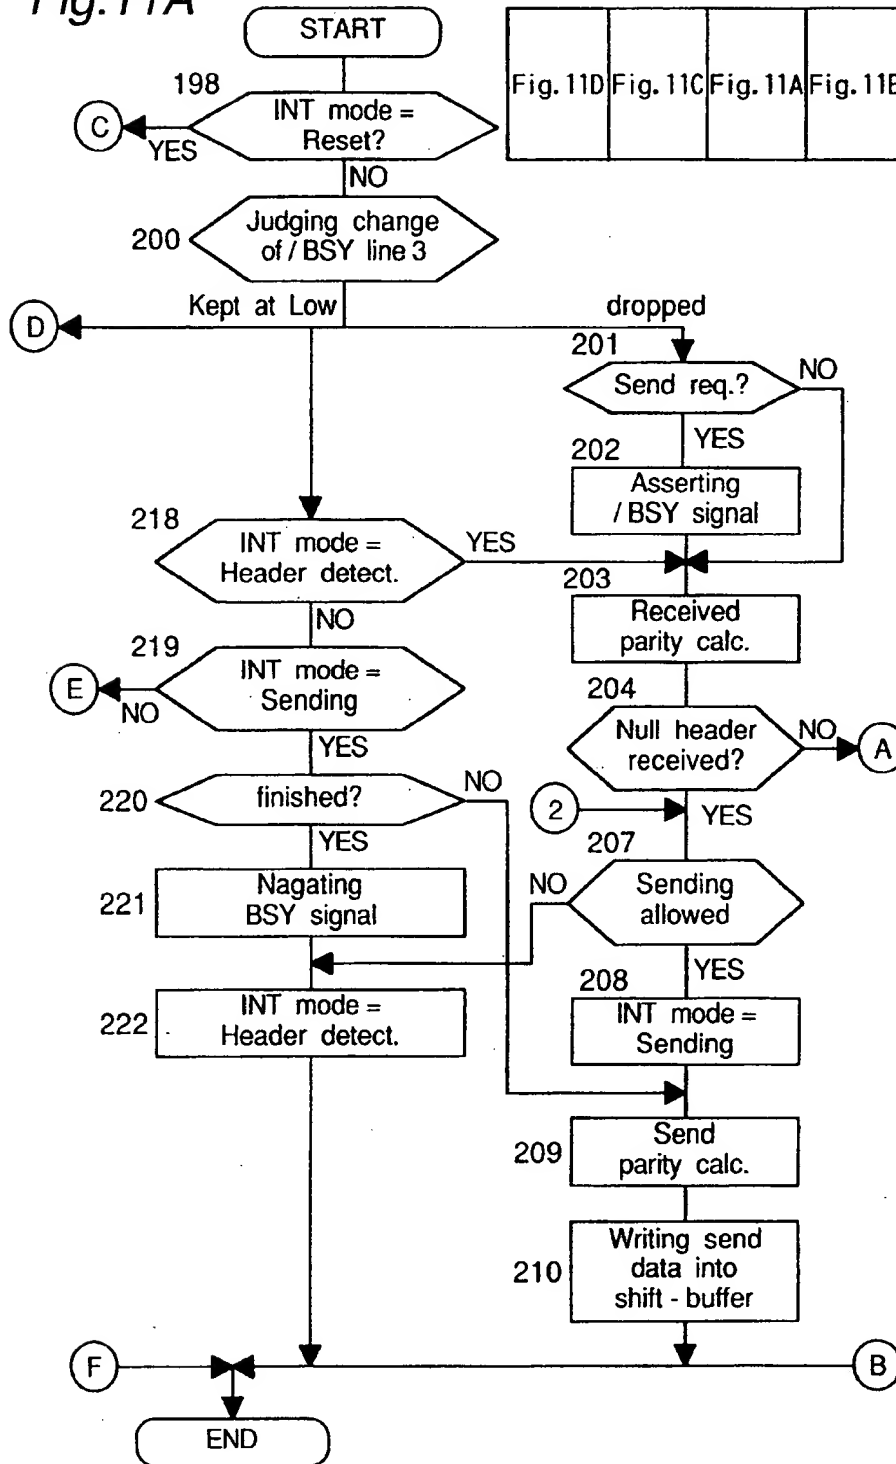 Fig. 11A
START
Fig. 11D Fig. 11C Fig. 11A Fig. 11B
198
INT mode =
Reset?
C
YES
NO
200
Judging change
of / BSY line 3
Kept at Low
dropped
D
201
Send req.?
NO
YES
202
Asserting
/ BSY signal
218
INT mode =
Header detect.
YES
NO
203
Received
parity calc.
219
INT mode =
Sending
E
NO
YES
204
Null header
received?
NO
A
YES
220
finished?
NO
YES
2
207
Sending
allowed
NO
YES
221
Nagating
BSY signal
222
INT mode =
Header detect.
208
INT mode =
Sending
209
Send
parity calc.
210
Writing send
data into
shift - buffer
F
B
END